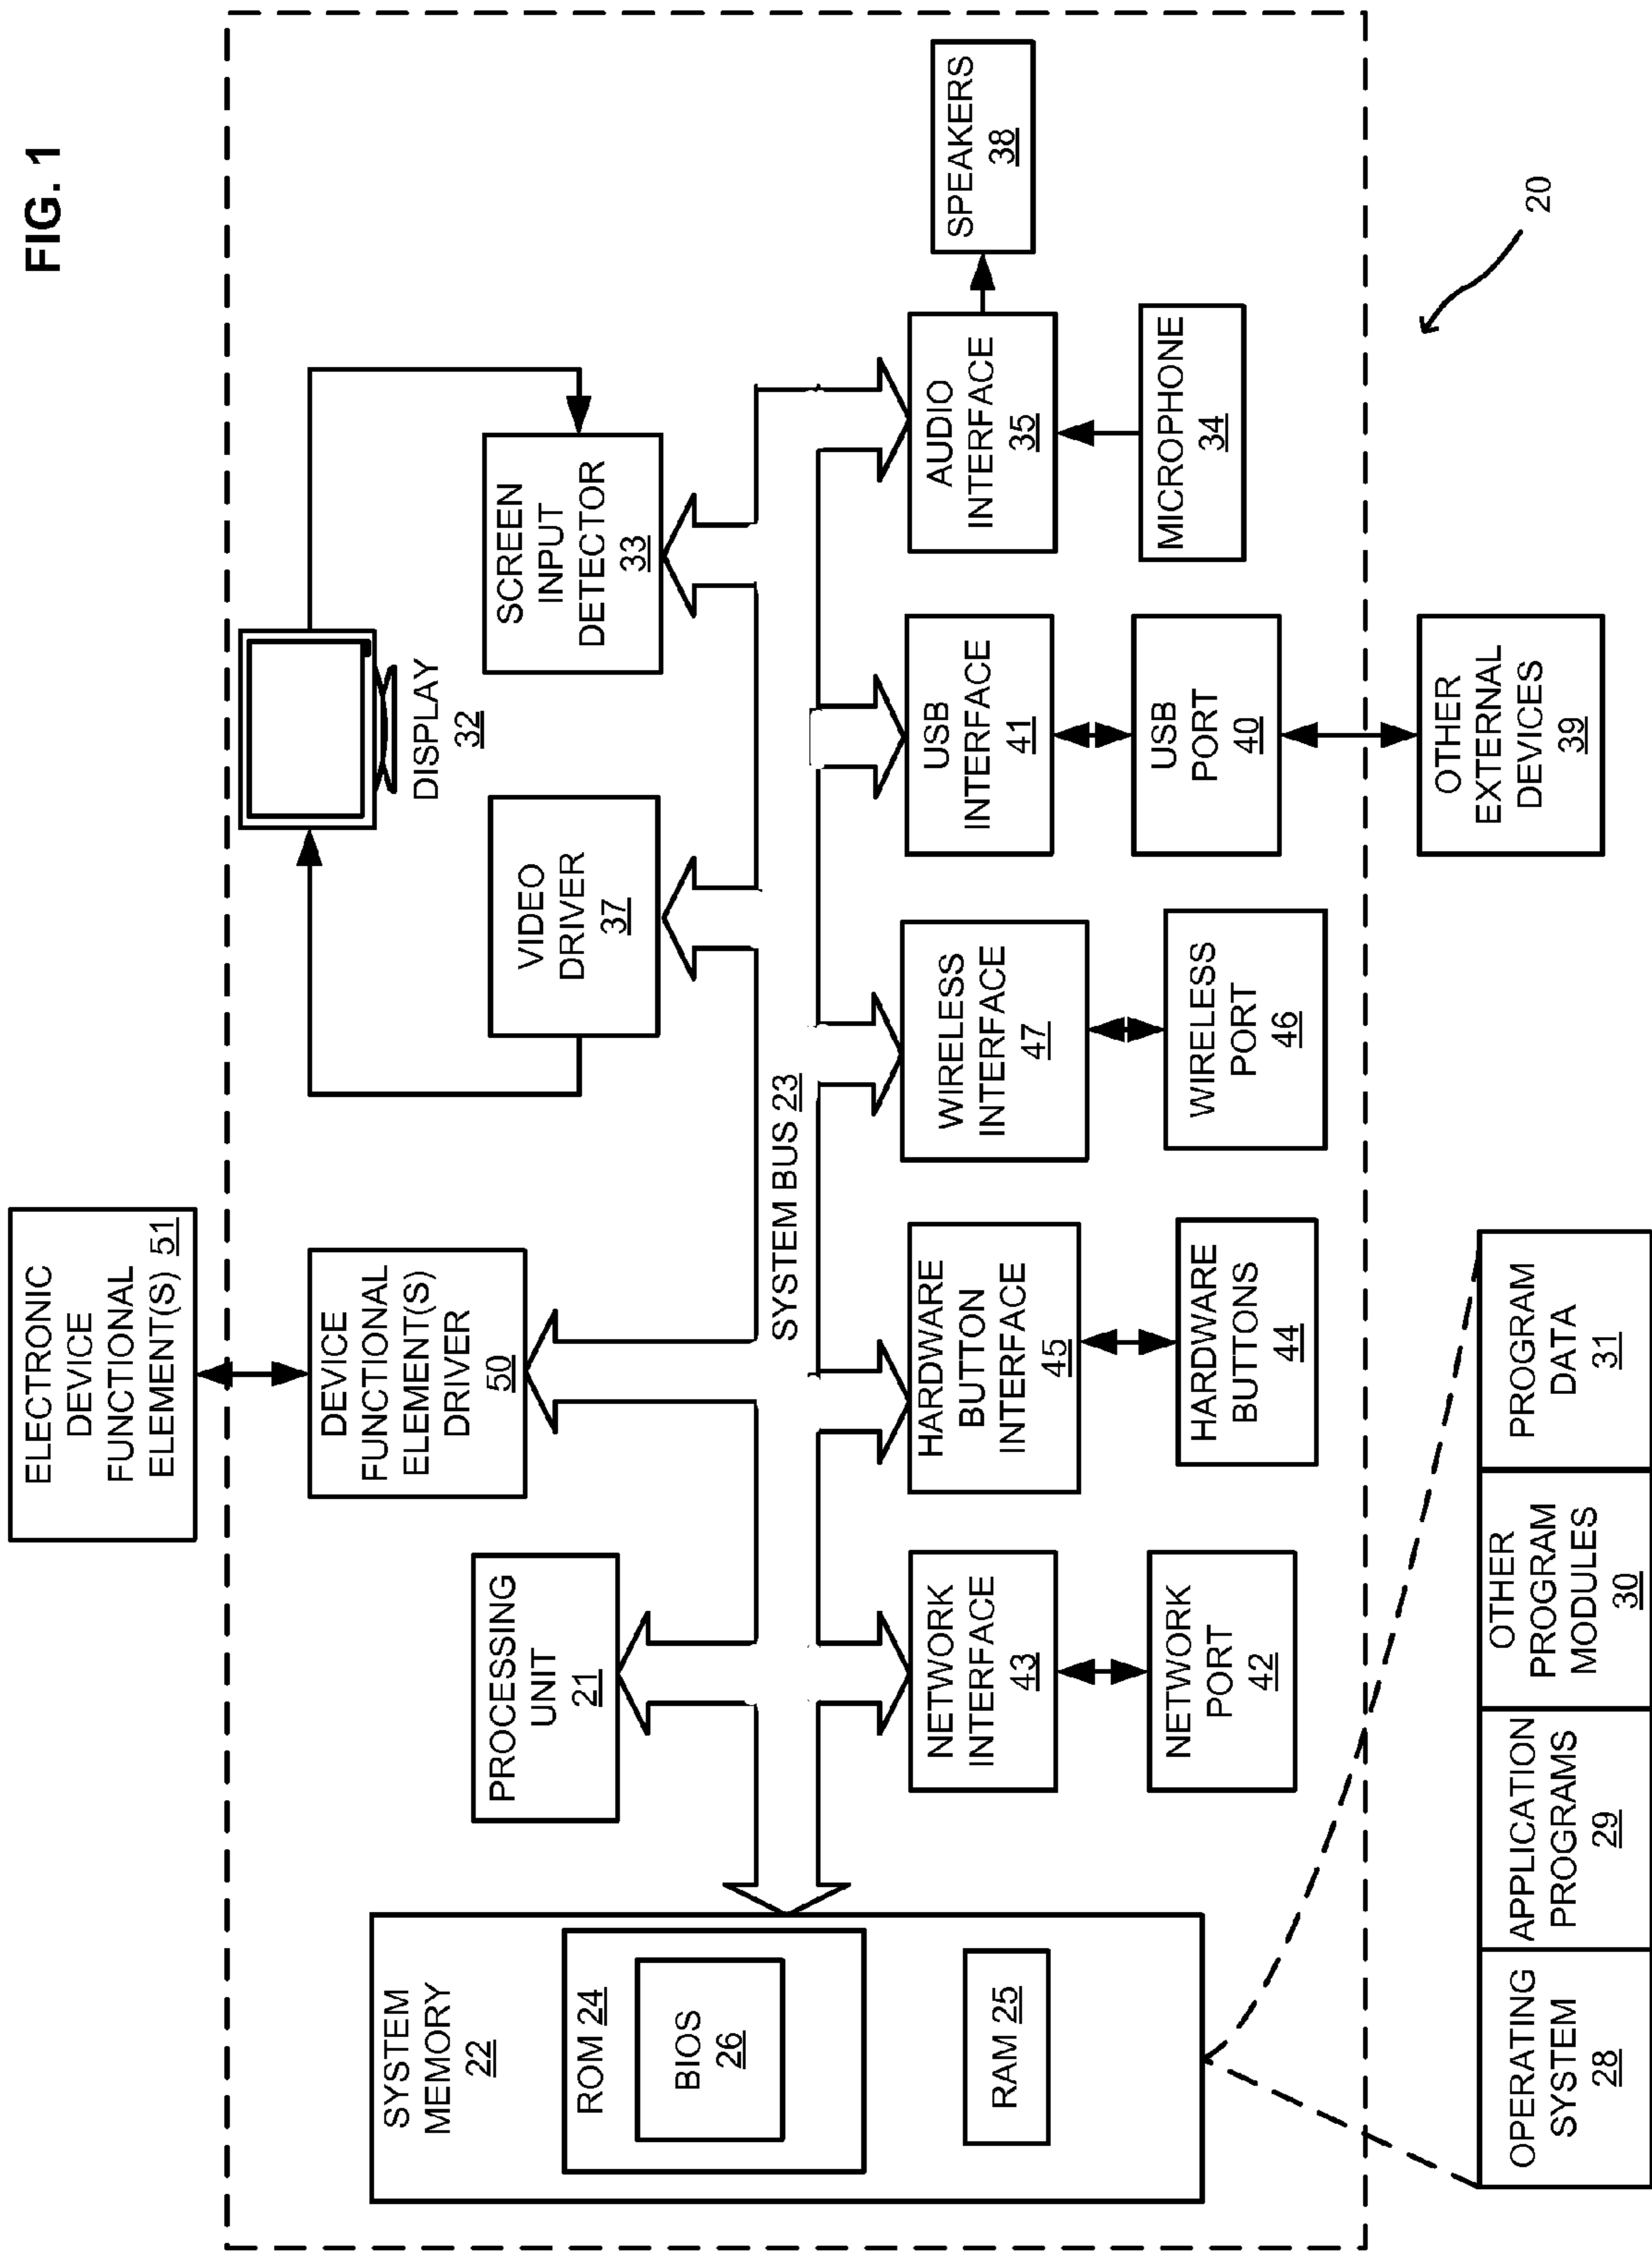 FIG. 1
ELECTRONIC
DEVICE
FUNCTIONAL
ELEMENT(S) 51
DEVICE
FUNCTIONAL
ELEMENT(S)
DRIVER
50
DISPLAY
32
PROCESSING
UNIT
21
VIDEO
DRIVER
37
SCREEN
INPUT
DETECTOR
33
SYSTEM
MEMORY
22
ROM 24
BIOS
26
RAM 25
SYSTEM BUS 23
NETWORK
INTERFACE
43
HARDWARE
BUTTON
INTERFACE
45
WIRELESS
INTERFACE
47
USB
INTERFACE
41
AUDIO
INTERFACE
35
SPEAKERS
38
NETWORK
PORT
42
HARDWARE
BUTTONS
44
WIRELESS
PORT
46
USB
PORT
40
MICROPHONE
34
OPERATING
SYSTEM
28
APPLICATION
PROGRAMS
29
OTHER
PROGRAM
MODULES
30
PROGRAM
DATA
31
OTHER
EXTERNAL
DEVICES
39
20